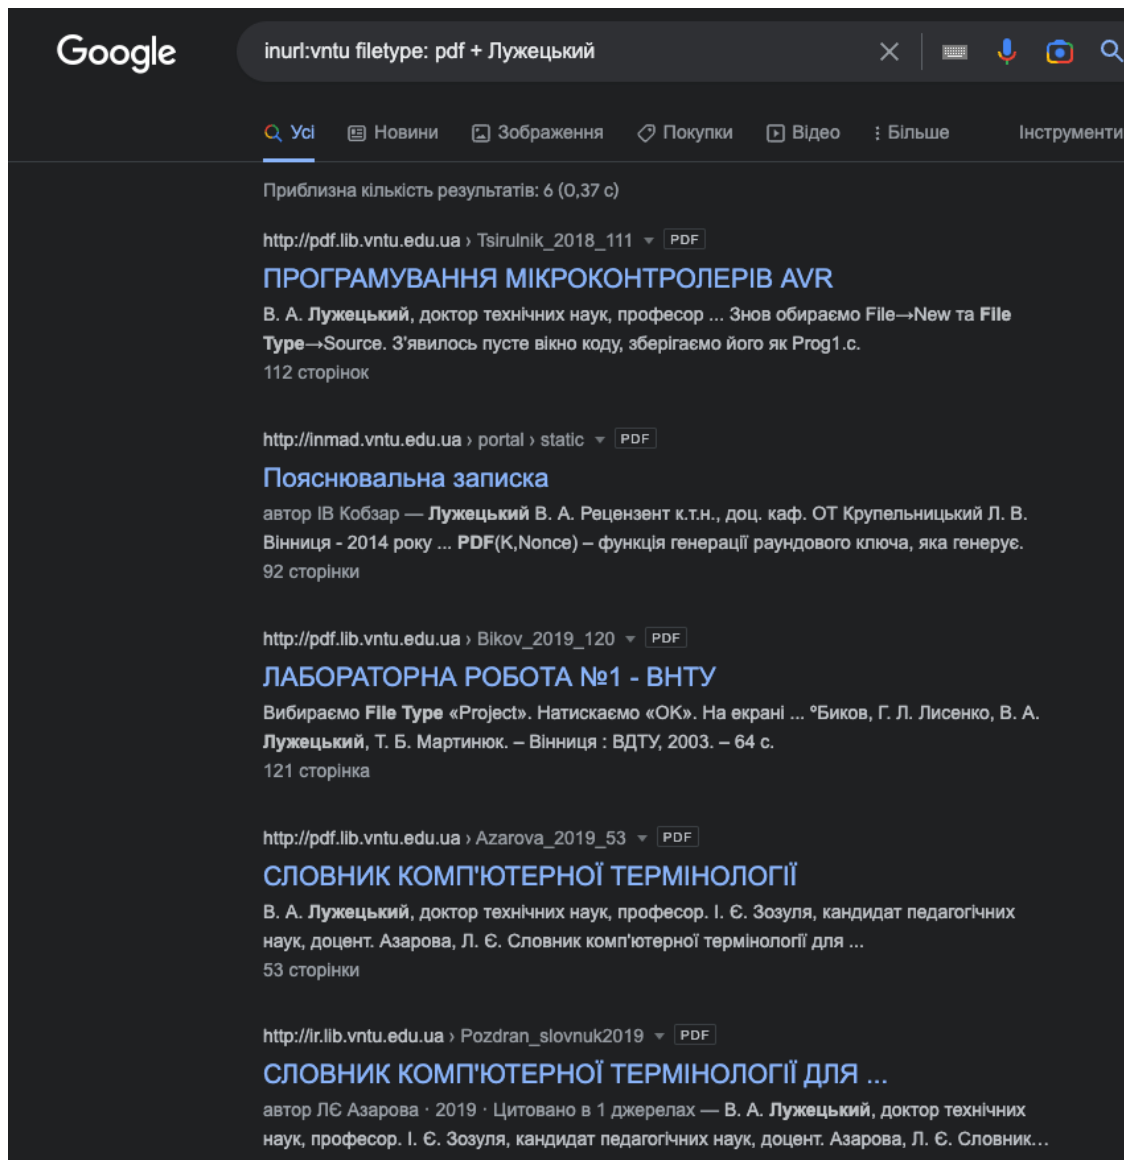 Google
inurl:vntu filetype: pdf + Лужецький
Усі Новини Зображення Покупки Відео Більше Інструменти
Приблизна кількість результатів: 6 (0,37 с)
http://pdf.lib.vntu.edu.ua › Tsirulnik_2018_111 PDF
ПРОГРАМУВАННЯ МІКРОКОНТРОЛЕРІВ AVR
В. А. Лужецький, доктор технічних наук, професор ... Знов обираємо File→New та File
Type→Source. З'явилось пусте вікно коду, зберігаємо його як Prog1.c.
112 сторінок
http://inmad.vntu.edu.ua › portal › static PDF
Пояснювальна записка
автор ІВ Кобзар — Лужецький В. А. Рецензент к.т.н., доц. каф. ОТ Крупельницький Л. В.
Вінниця - 2014 року ... PDF(K,Nonce) – функція генерації раундового ключа, яка генерує.
92 сторінки
http://pdf.lib.vntu.edu.ua › Bikov_2019_120 PDF
ЛАБОРАТОРНА РОБОТА №1 - ВНТУ
Вибираємо File Type «Project». Натискаємо «OK». На екрані ... °Биков, Г. Л. Лисенко, В. А.
Лужецький, Т. Б. Мартинюк. – Вінниця : ВДТУ, 2003. – 64 с.
121 сторінка
http://pdf.lib.vntu.edu.ua › Azarova_2019_53 PDF
СЛОВНИК КОМП'ЮТЕРНОЇ ТЕРМІНОЛОГІЇ
В. А. Лужецький, доктор технічних наук, професор. І. Є. Зозуля, кандидат педагогічних
наук, доцент. Азарова, Л. Є. Словник комп'ютерної термінології для ...
53 сторінки
http://ir.lib.vntu.edu.ua › Pozdran_slovnuk2019 PDF
СЛОВНИК КОМП'ЮТЕРНОЇ ТЕРМІНОЛОГІЇ ДЛЯ ...
автор ЛЄ Азарова · 2019 · Цитовано в 1 джерелах — В. А. Лужецький, доктор технічних
наук, професор. І. Є. Зозуля, кандидат педагогічних наук, доцент. Азарова, Л. Є. Словник...